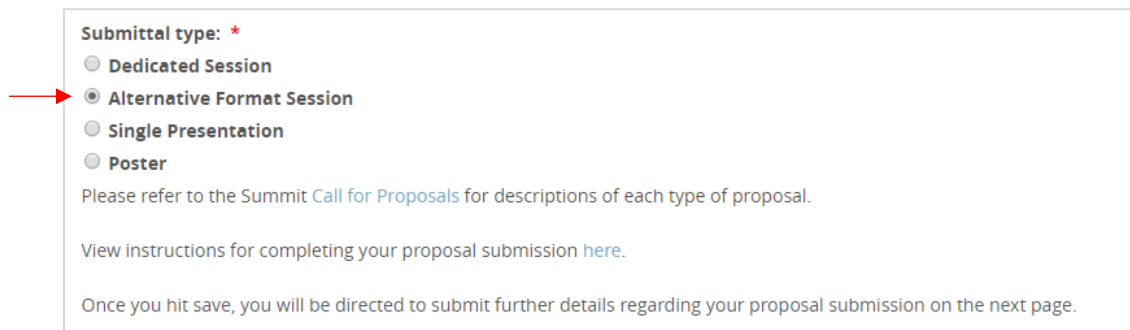 Submittal type: *
Dedicated Session
Alternative Format Session
Single Presentation
Poster
Please refer to the Summit Call for Proposals for descriptions of each type of proposal.
View instructions for completing your proposal submission here.
Once you hit save, you will be directed to submit further details regarding your proposal submission on the next page.